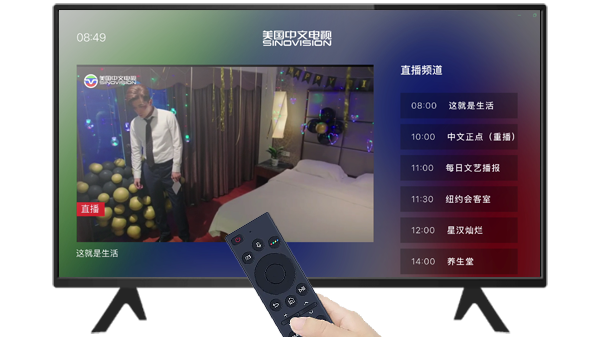 08:49
美国中文电视
SINOVISION
直播频道
美国中文电视
SINOVISION
08:00 这就是生活
10:00 中文正点（重播）
11:00 每日文艺播报
11:30 纽约会客室
12:00 星汉灿烂
14:00 养生堂
直播
这就是生活